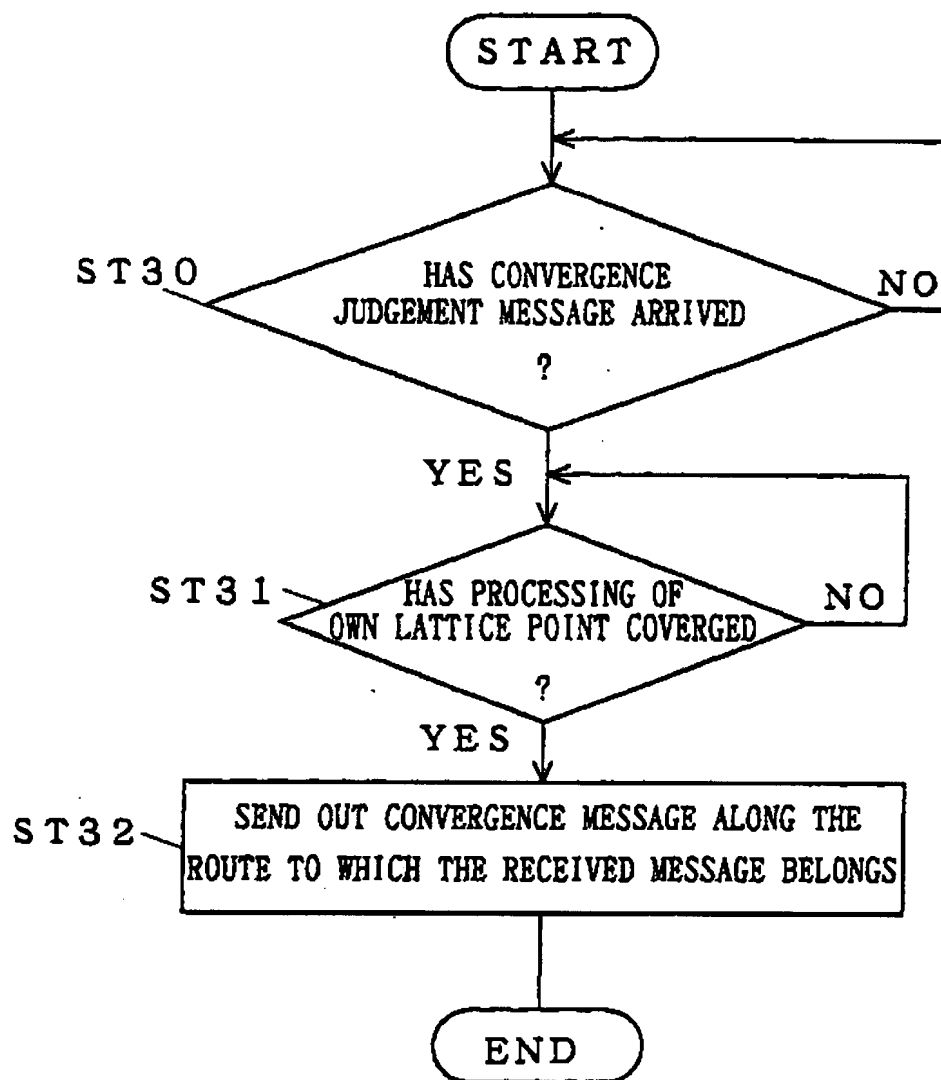 START
ST30
HAS CONVERGENCE
JUDGEMENT MESSAGE ARRIVED
?
NO
YES
ST31
HAS PROCESSING OF
OWN LATTICE POINT COVERGED
?
NO
YES
ST32
SEND OUT CONVERGENCE MESSAGE ALONG THE
ROUTE TO WHICH THE RECEIVED MESSAGE BELONGS
END